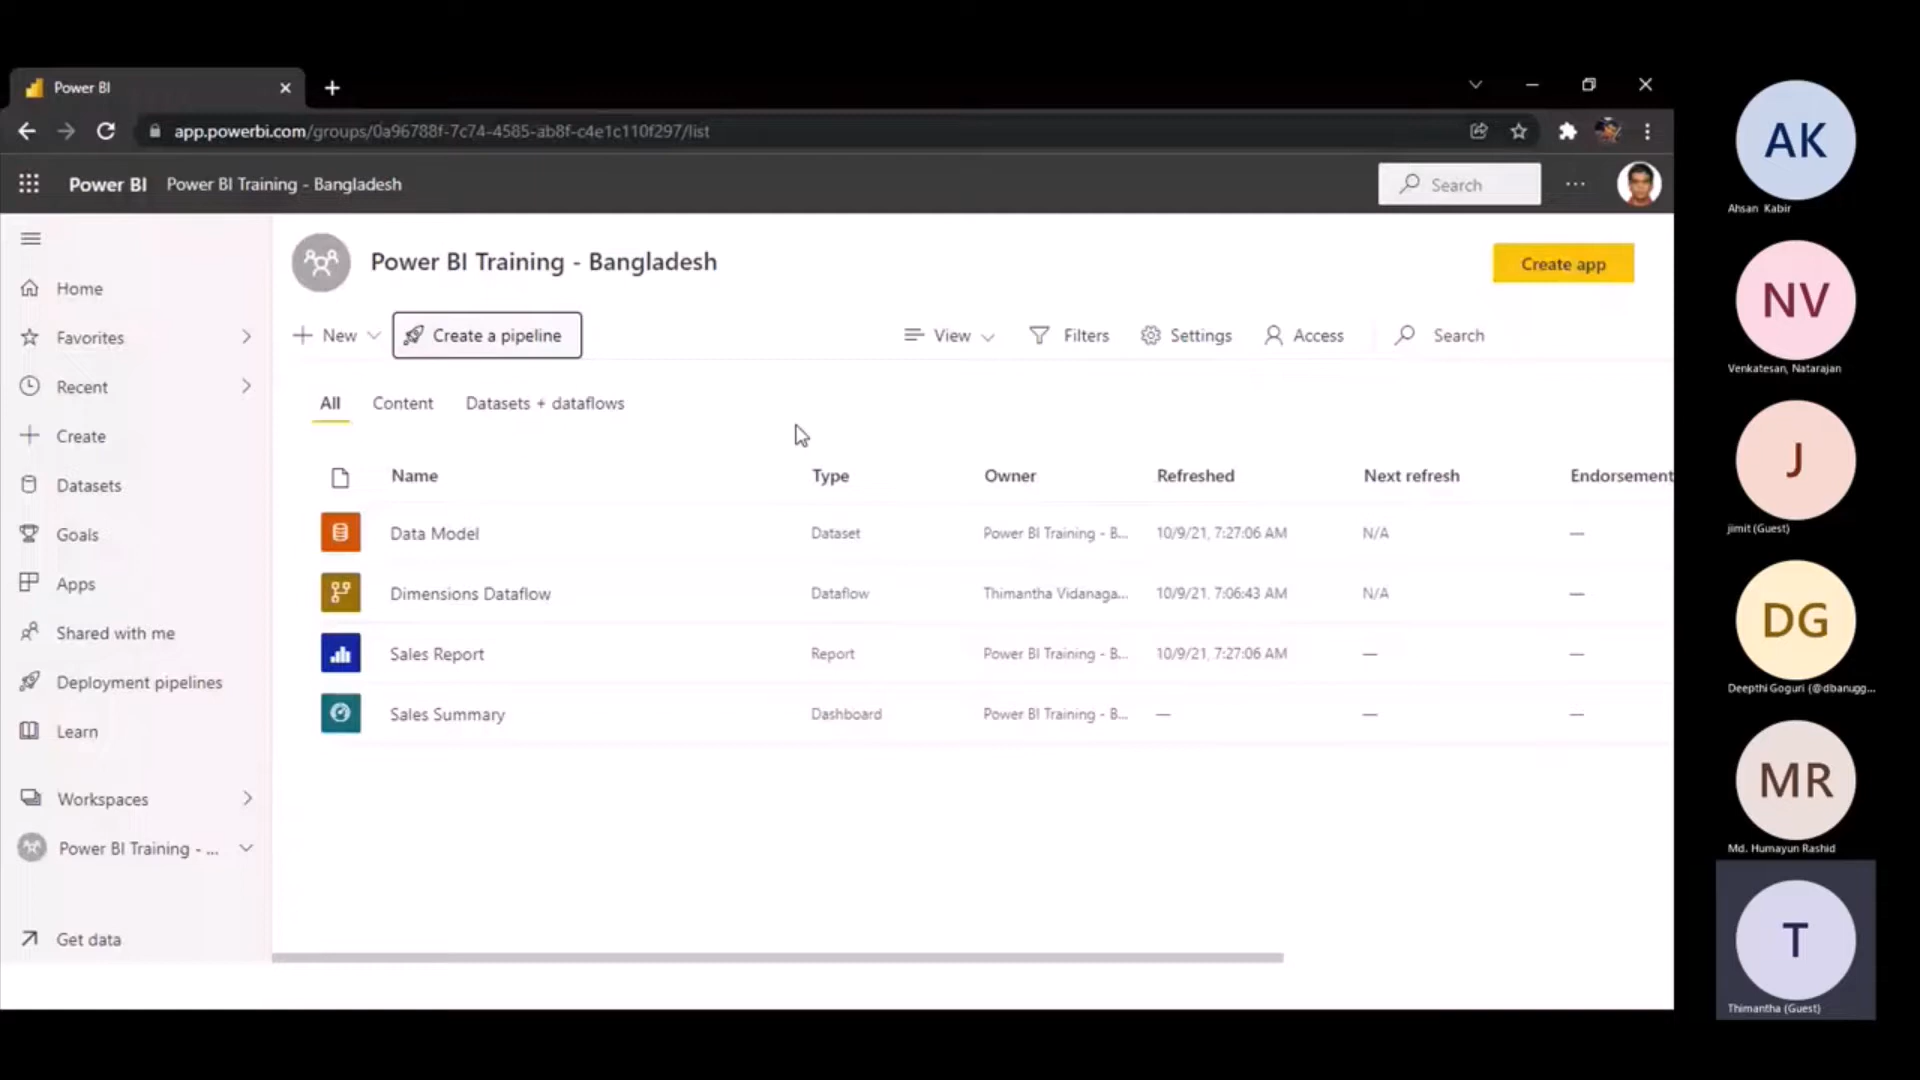 Power BI
app.powerbi.com/groups/0a96788f-7c74-4585-ab8f-c4e1c110f297/list
Power BI Power BI Training - Bangladesh Search
Power BI Training - Bangladesh
Create app
New Create a pipeline View Filters Settings Access Search
All Content Datasets + dataflows
Name Type Owner Refreshed Next refresh Endorsement
Data Model Dataset Power BI Training - B... 10/9/21, 7:27:06 AM N/A —
Dimensions Dataflow Dataflow Thimantha Vidanaga... 10/9/21, 7:06:43 AM N/A —
Sales Report Report Power BI Training - B... 10/9/21, 7:27:06 AM — —
Sales Summary Dashboard Power BI Training - B... — — —
Home
Favorites
Recent
Create
Datasets
Goals
Apps
Shared with me
Deployment pipelines
Learn
Workspaces
Power BI Training - ...
Get data
AK
Ahsan Kabir
NV
Venkatesan, Natarajan
J
jimit (Guest)
DG
Deepthi Goguri (@dbanugg...
MR
Md. Humayun Rashid
T
Thimantha (Guest)